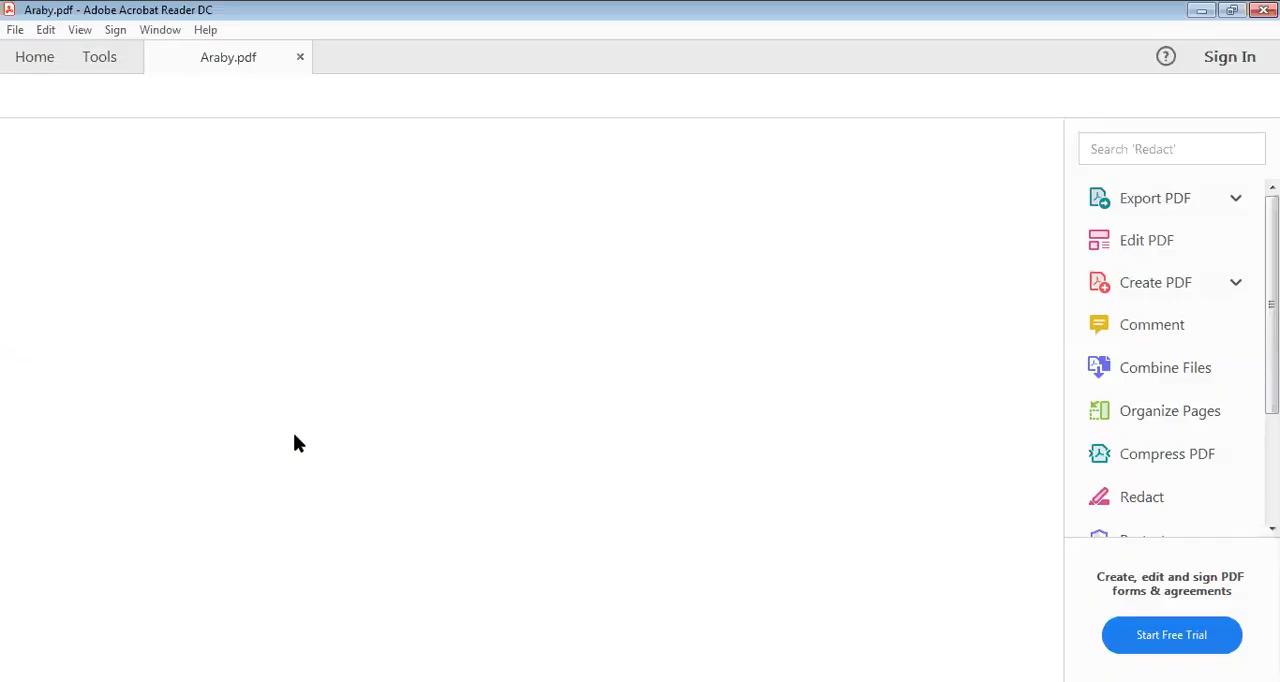 Araby.pdf - Adobe Acrobat Reader DC
File Edit View Sign Window Help
Home Tools Araby.pdf × ? Sign In
Search 'Redact'
Export PDF
Edit PDF
Create PDF
Comment
Combine Files
Organize Pages
Compress PDF
Redact
Create, edit and sign PDF
forms & agreements
Start Free Trial